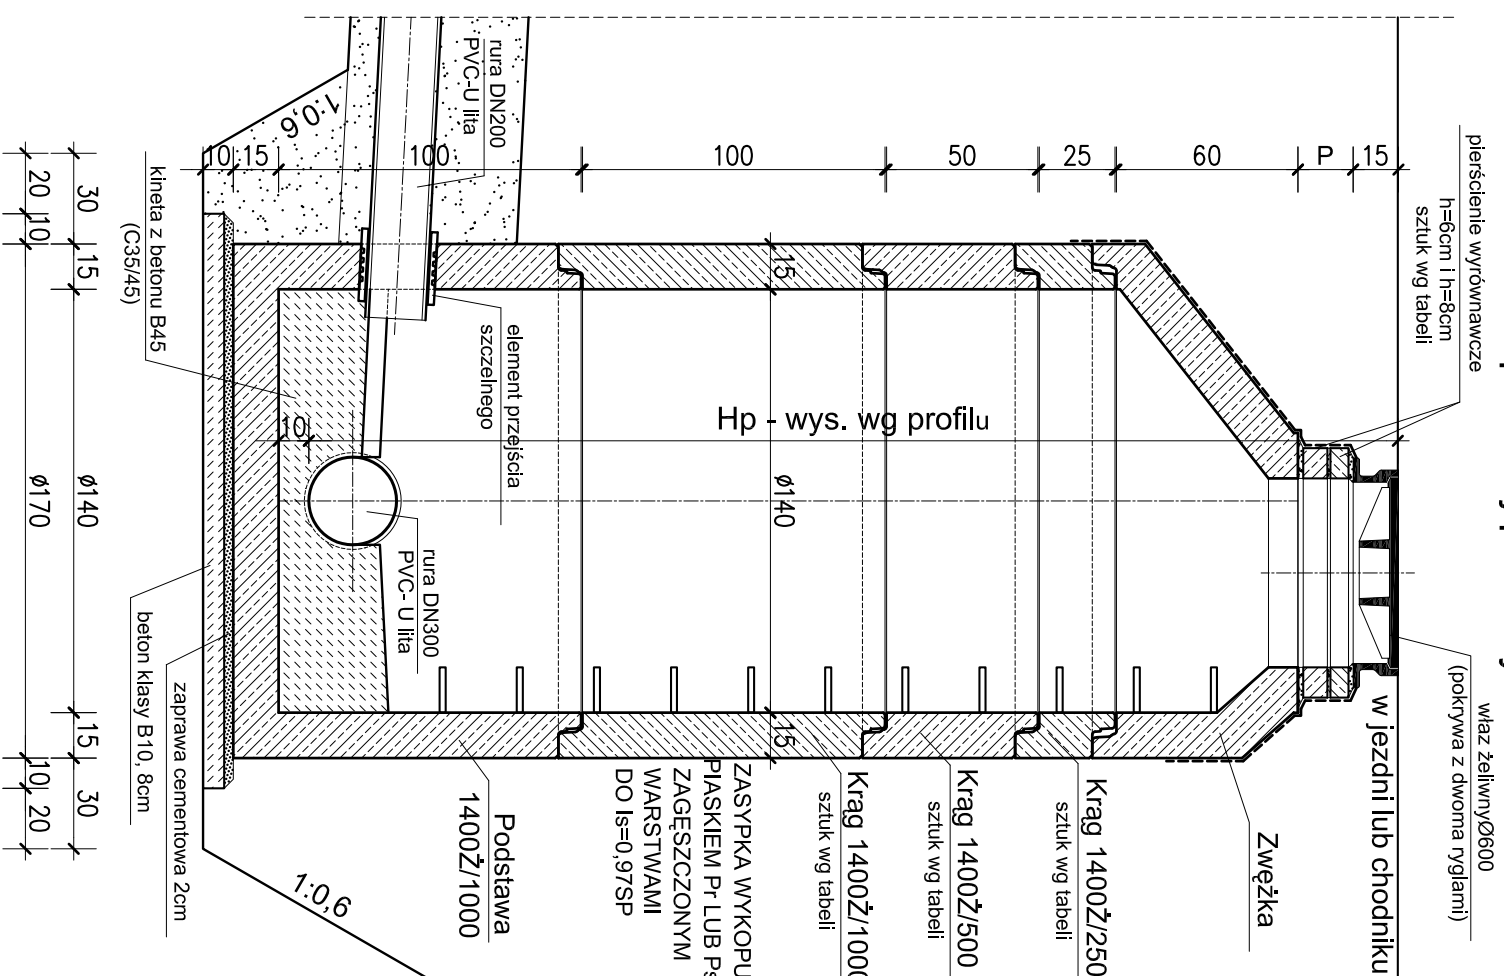 pierścienie wyrównawcze
h=6cm i h=8cm
sztuk wg tabeli
właz żeliwnyØ600
(pokrywa z dwoma ryglami)
w jezdni lub chodniku
rura DN200
PVC-U lita
1:0,6
10
15
100
100
50
25
60
P
15
kineta z betonu B45
(C35/45)
element przejścia
szczelnego
Hp - wys. wg profilu
10
15
ø140
15
rura DN300
PVC- U lita
Zwężka
Krąg 1400Ż/250
sztuk wg tabeli
Krąg 1400Ż/500
sztuk wg tabeli
Krąg 1400Ż/1000
sztuk wg tabeli
ZASYPKA WYKOPU
PIASKIEM Pr LUB Ps
ZAGĘSZCZONYM
WARSTWAMI
DO Is=0,97SP
Podstawa
1400Ż/1000
1:0,6
zaprawa cementowa 2cm
beton klasy B10, 8cm
30
15
ø140
15
30
20
10
ø170
10
20